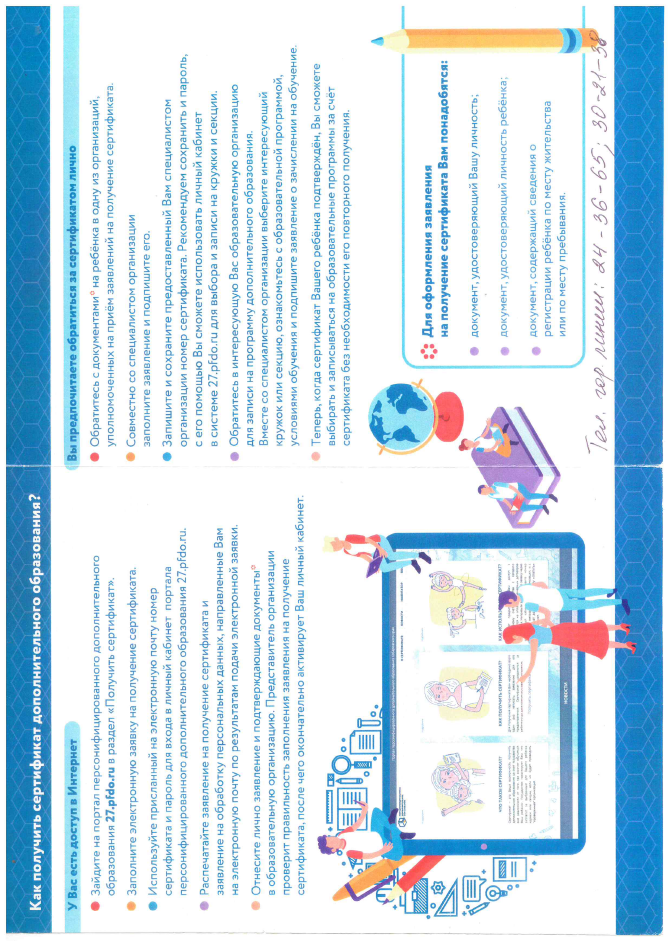 Как получить сертификат дополнительного образования?
У Вас есть доступ в Интернет
Зайдите на портал персонифицированного дополнительного
образования 27.pfdo.ru в раздел «Получить сертификат».
Заполните электронную заявку на получение сертификата.
Используйте присланный на электронную почту номер
сертификата и пароль для входа в личный кабинет портала
персонифицированного дополнительного образования 27.pfdo.ru.
Распечатайте заявление на получение сертификата и
заявление на обработку персональных данных, направленные Вам
на электронную почту по результатам подачи электронной заявки.
Отнесите лично заявление и подтверждающие документы*
в образовательную организацию. Представитель организации
проверит правильность заполнения заявления на получение
сертификата, после чего окончательно активирует Ваш личный кабинет.
ЧТО ТАКОЕ СЕРТИФИКАТ?
КАК ПОЛУЧИТЬ СЕРТИФИКАТ?
КАК ИСПОЛЬЗОВАТЬ СЕРТИФИКАТ?
НОВОСТИ
Вы предпочитаете обратиться за сертификатом лично
Обратитесь с документами* на ребёнка в одну из организаций,
уполномоченных на приём заявлений на получение сертификата.
Совместно со специалистом организации
заполните заявление и подпишите его.
Запишите и сохраните предоставленный Вам специалистом
организации номер сертификата. Рекомендуем сохранить и пароль,
с его помощью Вы сможете использовать личный кабинет
в системе 27.pfdo.ru для выбора и записи на кружки и секции.
Обратитесь в интересующую Вас образовательную организацию
для записи на программу дополнительного образования.
Вместе со специалистом организации выберите интересующий
кружок или секцию, ознакомьтесь с образовательной программой,
условиями обучения и подпишите заявление о зачислении на обучение.
Теперь, когда сертификат Вашего ребёнка подтверждён, Вы сможете
выбирать и записываться на образовательные программы за счёт
сертификата без необходимости его повторного получения.
Для оформления заявления
на получение сертификата Вам понадобятся:
документ, удостоверяющий Вашу личность;
документ, удостоверяющий личность ребёнка;
документ, содержащий сведения о
регистрации ребёнка по месту жительства
или по месту пребывания.
Тел. гор. линии: 24-36-65; 30-21-38